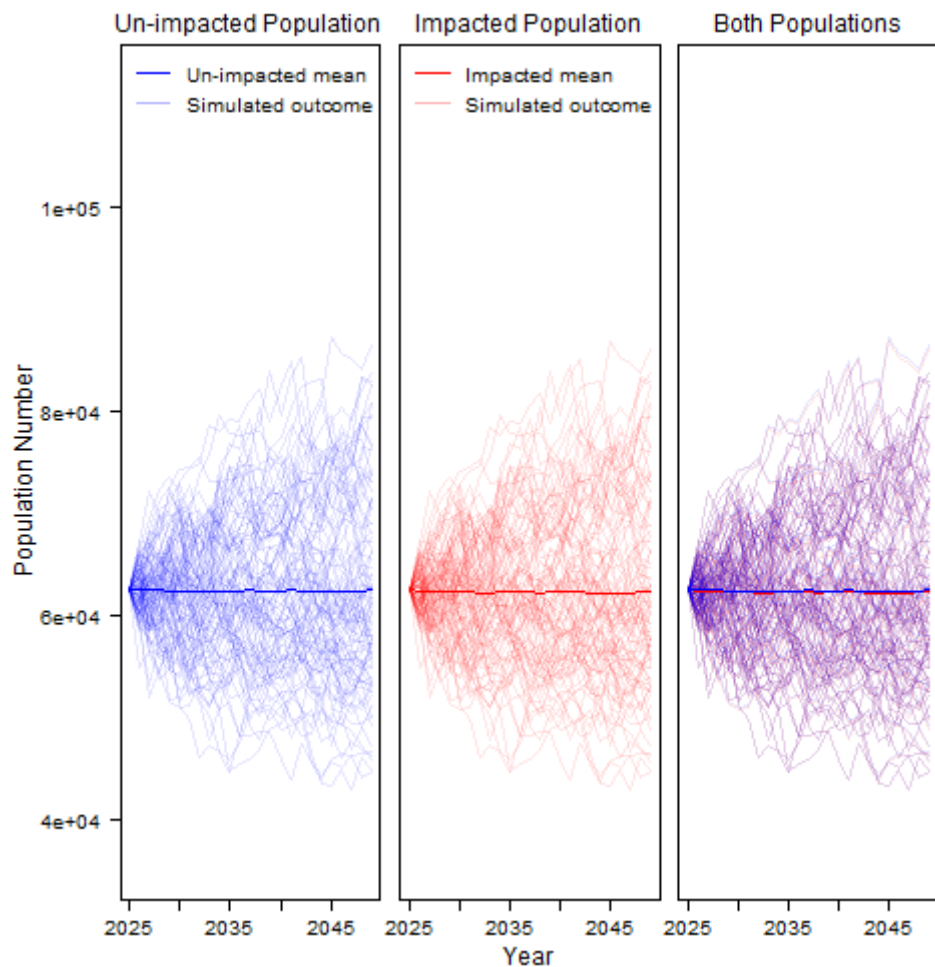 Un-impacted Population
Impacted Population
Both Populations
Un-impacted mean
Simulated outcome
Impacted mean
Simulated outcome
Population Number
1e+05
8e+04
6e+04
4e+04
2025 2035 2045
2025 2035 2045
2025 2035 2045
Year